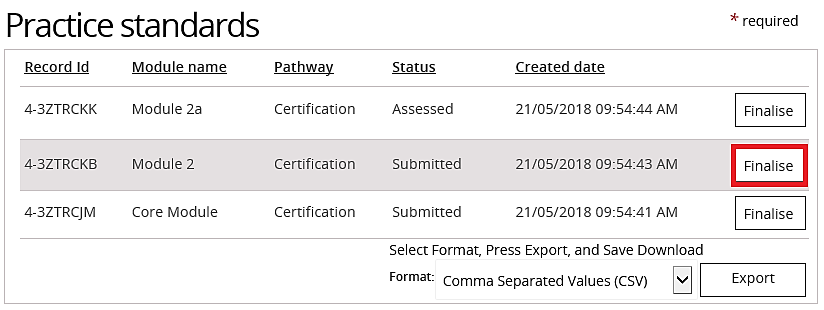 Practice standards
* required
Record Id Module name Pathway Status Created date
4-3ZTRCKK Module 2a Certification Assessed 21/05/2018 09:54:44 AM Finalise
4-3ZTRCKB Module 2 Certification Submitted 21/05/2018 09:54:43 AM Finalise
4-3ZTRCJM Core Module Certification Submitted 21/05/2018 09:54:41 AM Finalise
Select Format, Press Export, and Save Download
Format: Comma Separated Values (CSV) Export